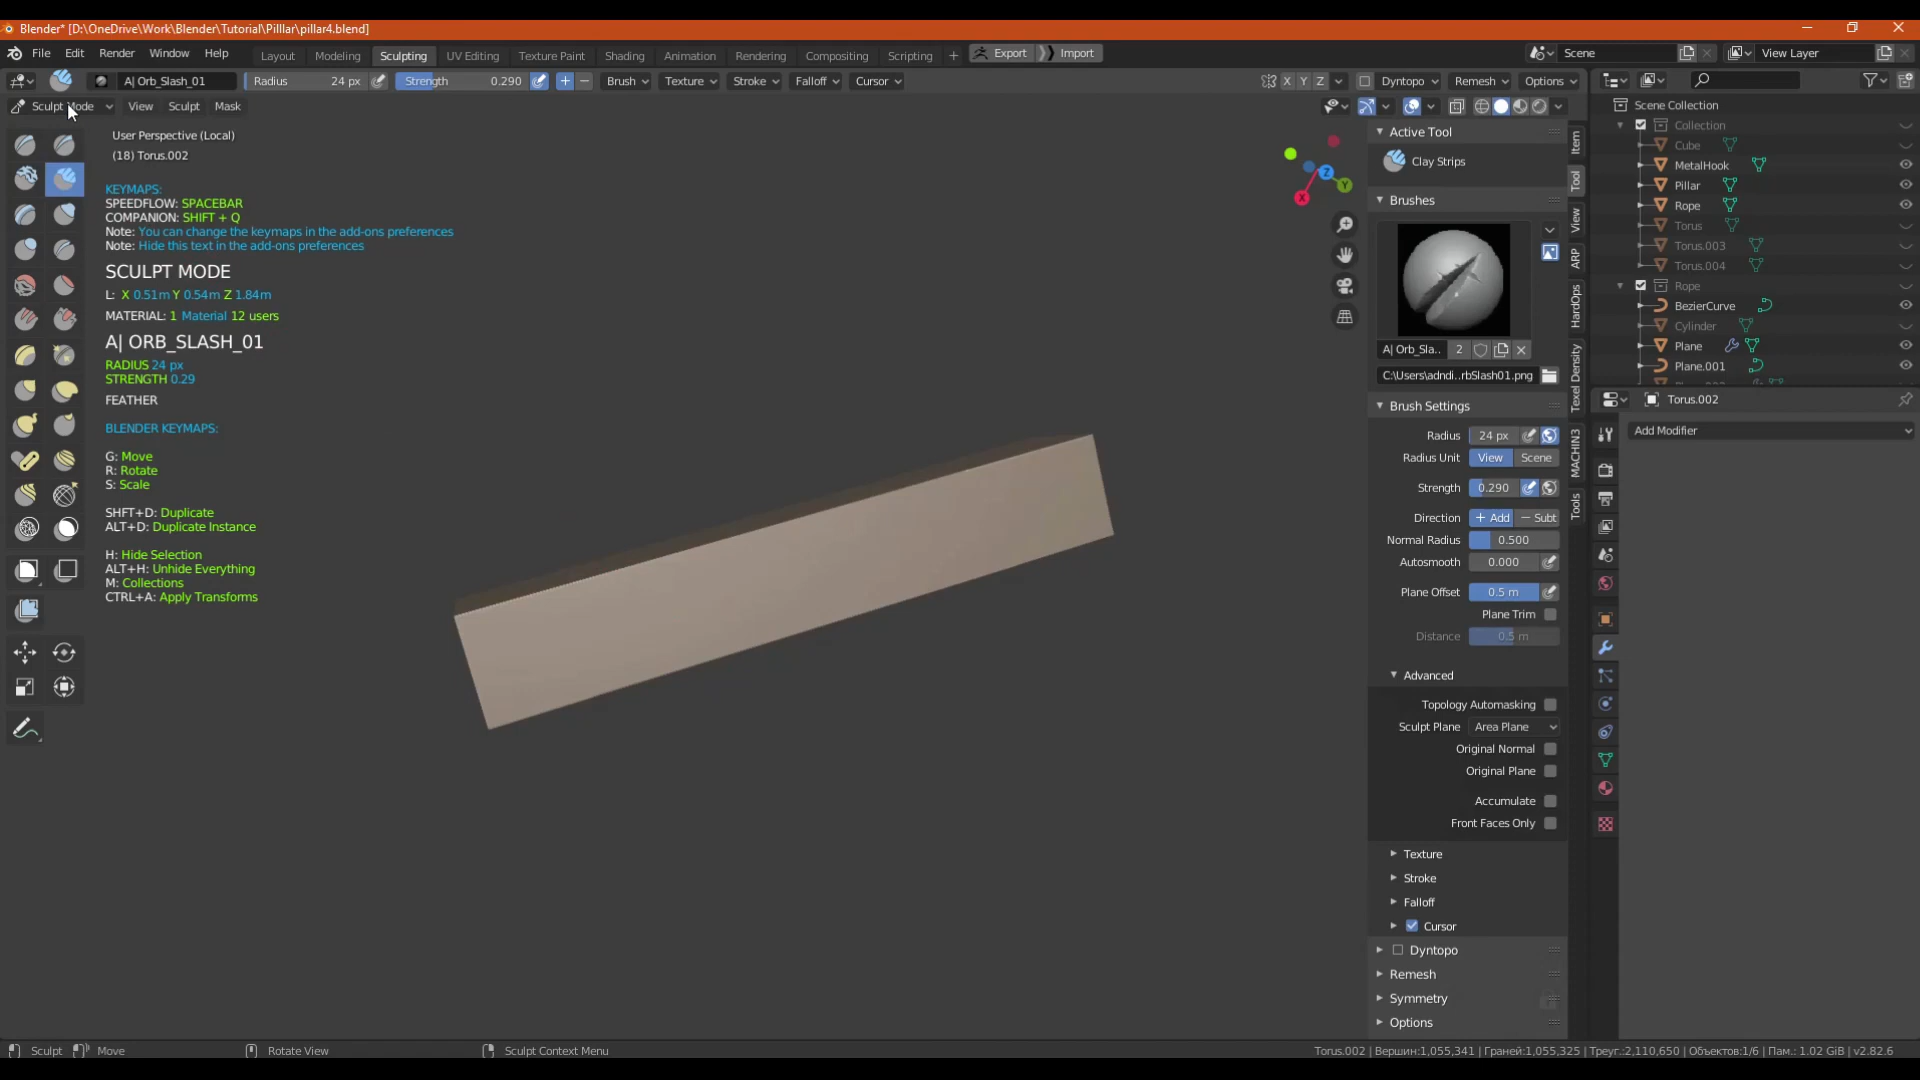 Blender* [D:\OneDrive\Work\Blender\Tutorial\Pilllar\pillar4.blend]
File Edit Render Window Help Layout Modeling Sculpting UV Editing Texture Paint Shading Animation Rendering Compositing Scripting + Export Import Scene View Layer
A| Orb_Slash_01 Radius 24 px Strength 0.290 Brush Texture Stroke Falloff Cursor X Y Z Dyntopo Remesh Options
Sculpt Mode View Sculpt Mask
User Perspective (Local)
(18) Torus.002
KEYMAPS:
SPEEDFLOW: SPACEBAR
COMPANION: SHIFT + Q
Note: You can change the keymaps in the add-ons preferences
Note: Hide this text in the add-ons preferences
SCULPT MODE
L: X 0.51m Y 0.54m Z 1.84m
MATERIAL: 1 Material 12 users
A| ORB_SLASH_01
RADIUS 24 px
STRENGTH 0.29
FEATHER
BLENDER KEYMAPS:
G: Move
R: Rotate
S: Scale
SHFT+D: Duplicate
ALT+D: Duplicate Instance
H: Hide Selection
ALT+H: Unhide Everything
M: Collections
CTRL+A: Apply Transforms
X Z Y
Active Tool
Clay Strips
Brushes
A| Orb_Sla.. 2
C:\Users\adndi..rbSlash01.png
Brush Settings
Radius 24 px
Radius Unit View Scene
Strength 0.290
Direction + Add − Subt
Normal Radius 0.500
Autosmooth 0.000
Plane Offset 0.5 m
Plane Trim
Distance 0.5 m
Advanced
Topology Automasking
Sculpt Plane Area Plane
Original Normal
Original Plane
Accumulate
Front Faces Only
Texture
Stroke
Falloff
Cursor
Dyntopo
Remesh
Symmetry
Options
Item
Tool
View
ARP
HardOps
Texel Density
MACHIN3
Tools
Scene Collection
Collection
Cube
MetalHook
Pillar
Rope
Torus
Torus.003
Torus.004
Rope
BezierCurve
Cylinder
Plane
Plane.001
Torus.002
Add Modifier
Sculpt Move Rotate View Sculpt Context Menu Torus.002 | Вершин:1,055,341 | Граней:1,055,325 | Треуг.:2,110,650 | Объектов:1/6 | Пам.: 1.02 GiB | v2.82.6